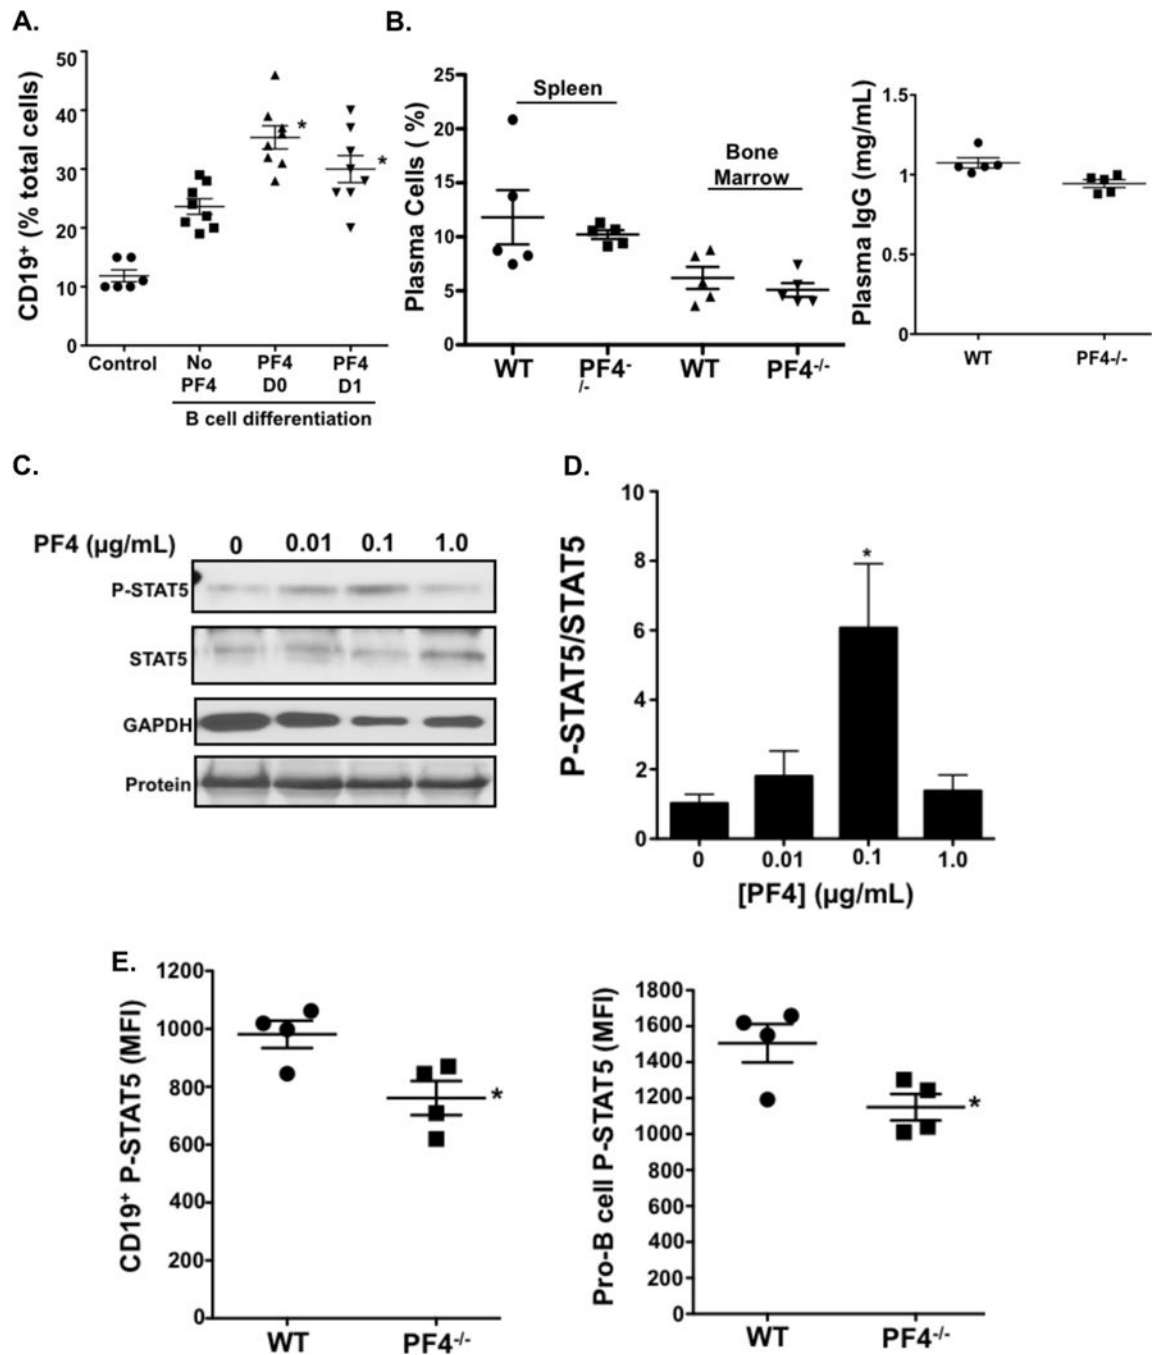 A.
CD19+ (% total cells)
50
40
30
20
10
0
*
*
Control
No
PF4
PF4
D0
PF4
D1
B cell differentiation
B.
Plasma Cells ( %)
25
20
15
10
5
0
Spleen
Bone
Marrow
WT
PF4-
/-
WT
PF4-/-
Plasma IgG (mg/mL)
1.5
1
0.5
0
WT
PF4-/-
C.
PF4 (µg/mL) 0 0.01 0.1 1.0
P-STAT5
STAT5
GAPDH
Protein
D.
P-STAT5/STAT5
10
8
6
4
2
0
*
0 0.01 0.1 1.0
[PF4] (µg/mL)
E.
CD19+ P-STAT5 (MFI)
1200
1000
800
600
400
200
0
*
WT PF4-/-
Pro-B cell P-STAT5 (MFI)
1800
1600
1400
1200
1000
800
600
400
200
0
*
WT PF4-/-